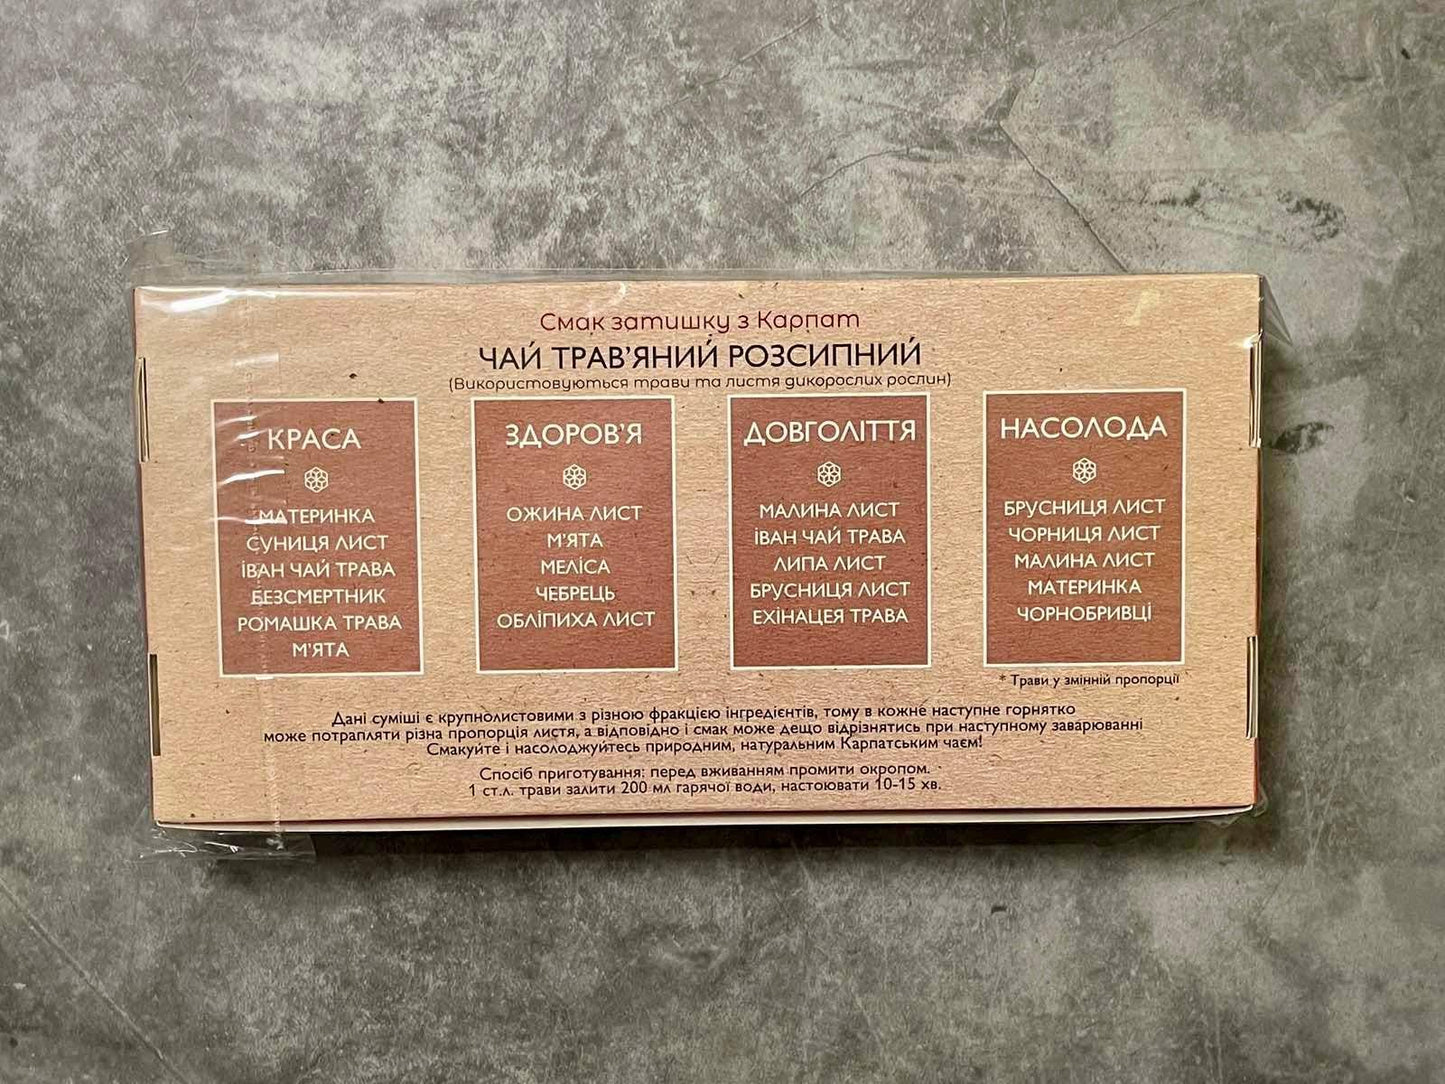 Смак затишку з Карпат
ЧАЙ ТРАВ'ЯНИЙ РОЗСИПНИЙ
(Використовуються трави та листя дикорослих рослин)
КРАСА
МАТЕРИНКА
СУНИЦЯ ЛИСТ
ІВАН ЧАЙ ТРАВА
БЕЗСМЕРТНИК
РОМАШКА ТРАВА
М'ЯТА
ЗДОРОВ'Я
ОЖИНА ЛИСТ
М'ЯТА
МЕЛІСА
ЧЕБРЕЦЬ
ОБЛІПИХА ЛИСТ
ДОВГОЛІТТЯ
МАЛИНА ЛИСТ
ІВАН ЧАЙ ТРАВА
ЛИПА ЛИСТ
БРУСНИЦЯ ЛИСТ
ЕХІНАЦЕЯ ТРАВА
НАСОЛОДА
БРУСНИЦЯ ЛИСТ
ЧОРНИЦЯ ЛИСТ
МАЛИНА ЛИСТ
МАТЕРИНКА
ЧОРНОБРИВЦІ
* Трави у змінній пропорції
Дані суміші є крупнолистовими з різною фракцією інгредієнтів, тому в кожне наступне горнятко
може потрапляти різна пропорція листя, а відповідно і смак може дещо відрізнятись при наступному заварюванні
Смакуйте і насолоджуйтесь природним, натуральним Карпатським чаєм!
Спосіб приготування: перед вживанням промити окропом.
1 ст.л. трави залити 200 мл гарячої води, настоювати 10-15 хв.